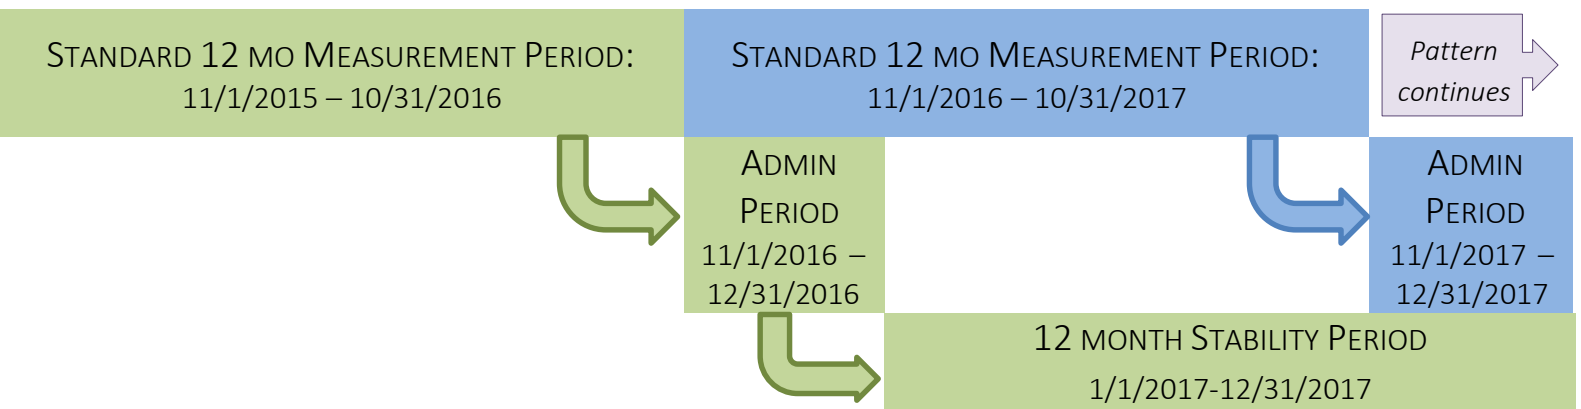 STANDARD 12 MO MEASUREMENT PERIOD:
11/1/2015 – 10/31/2016
STANDARD 12 MO MEASUREMENT PERIOD:
11/1/2016 – 10/31/2017
Pattern
continues
ADMIN
PERIOD
11/1/2016 –
12/31/2016
ADMIN
PERIOD
11/1/2017 –
12/31/2017
12 MONTH STABILITY PERIOD
1/1/2017-12/31/2017